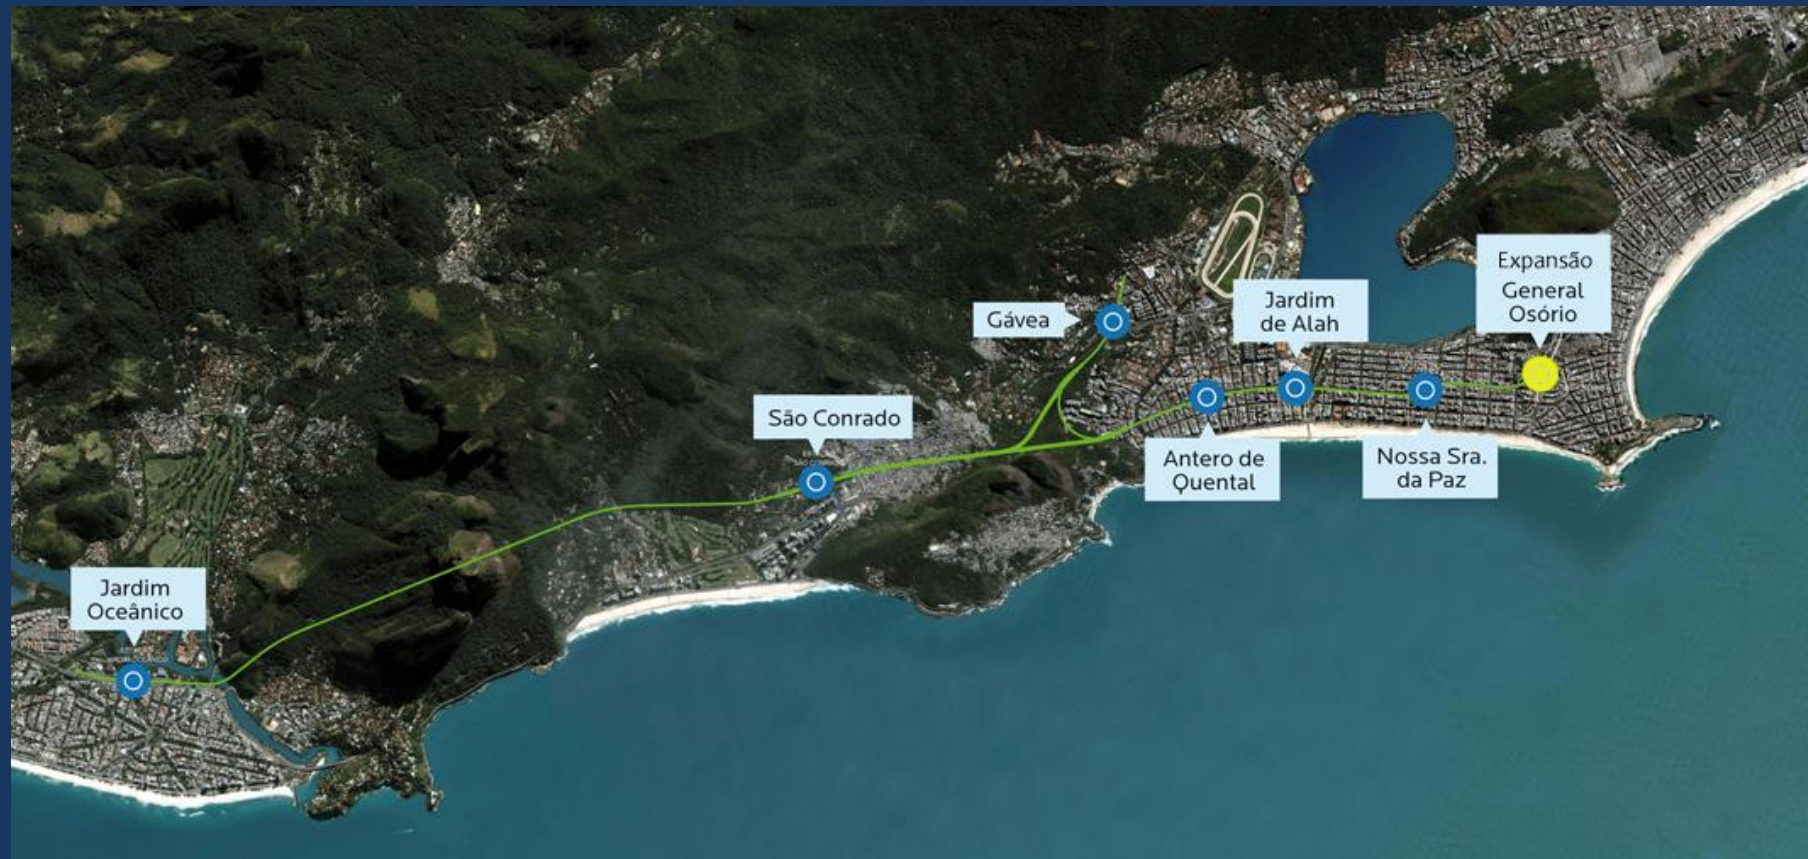 Expansão
General
Osório
Jardim
de Alah
Gávea
São Conrado
Antero de
Quental
Nossa Sra.
da Paz
Jardim
Oceânico